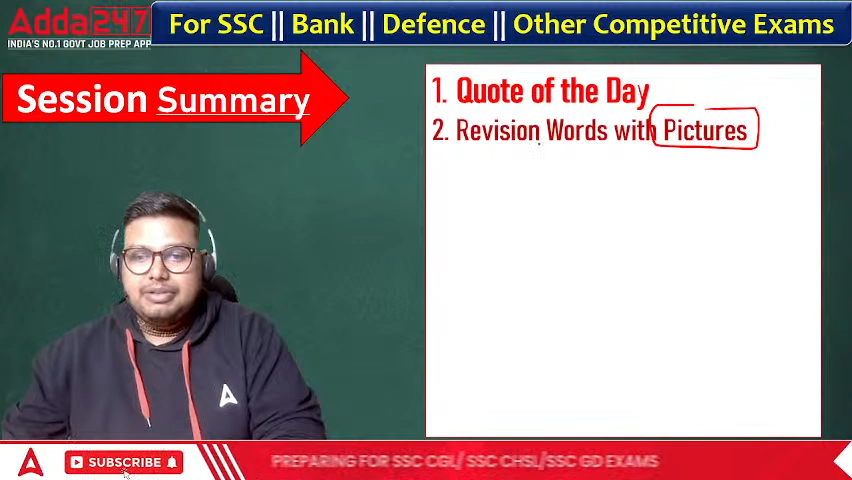 Adda247
INDIA'S NO.1 GOVT JOB PREP APP
For SSC || Bank || Defence || Other Competitive Exams
Session Summary
1. Quote of the Day
2. Revision Words with Pictures
SUBSCRIBE
PREPARING FOR SSC CGL/ SSC CHSL/SSC GD EXAMS